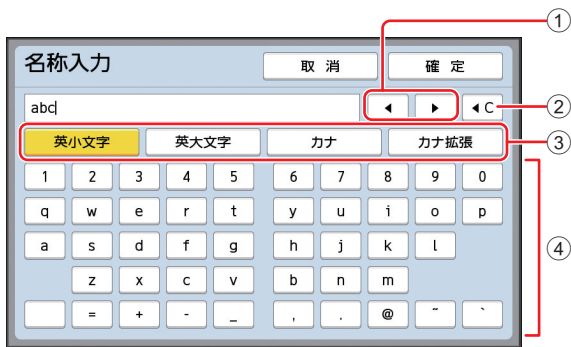 ①
名称入力 取 消 確 定
abc ◀ ▶ ◀C ②
英小文字 英大文字 カナ カナ拡張 ③
1 2 3 4 5 6 7 8 9 0
q w e r t y u i o p
a s d f g h j k l ④
z x c v b n m
= + - _ , . @ ~ `